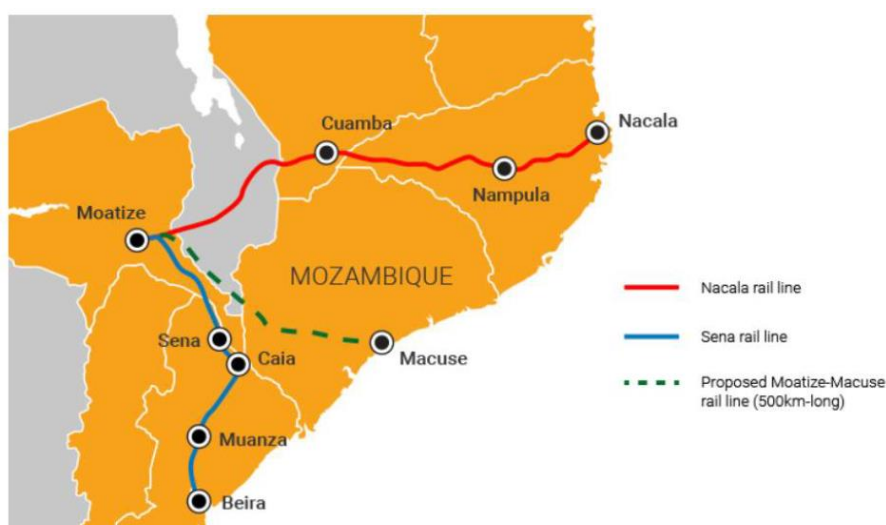 Nacala
Cuamba
Nampula
Moatize
MOZAMBIQUE
Sena
Caia
Macuse
Muanza
Beira
Nacala rail line
Sena rail line
Proposed Moatize-Macuse
rail line (500km-long)